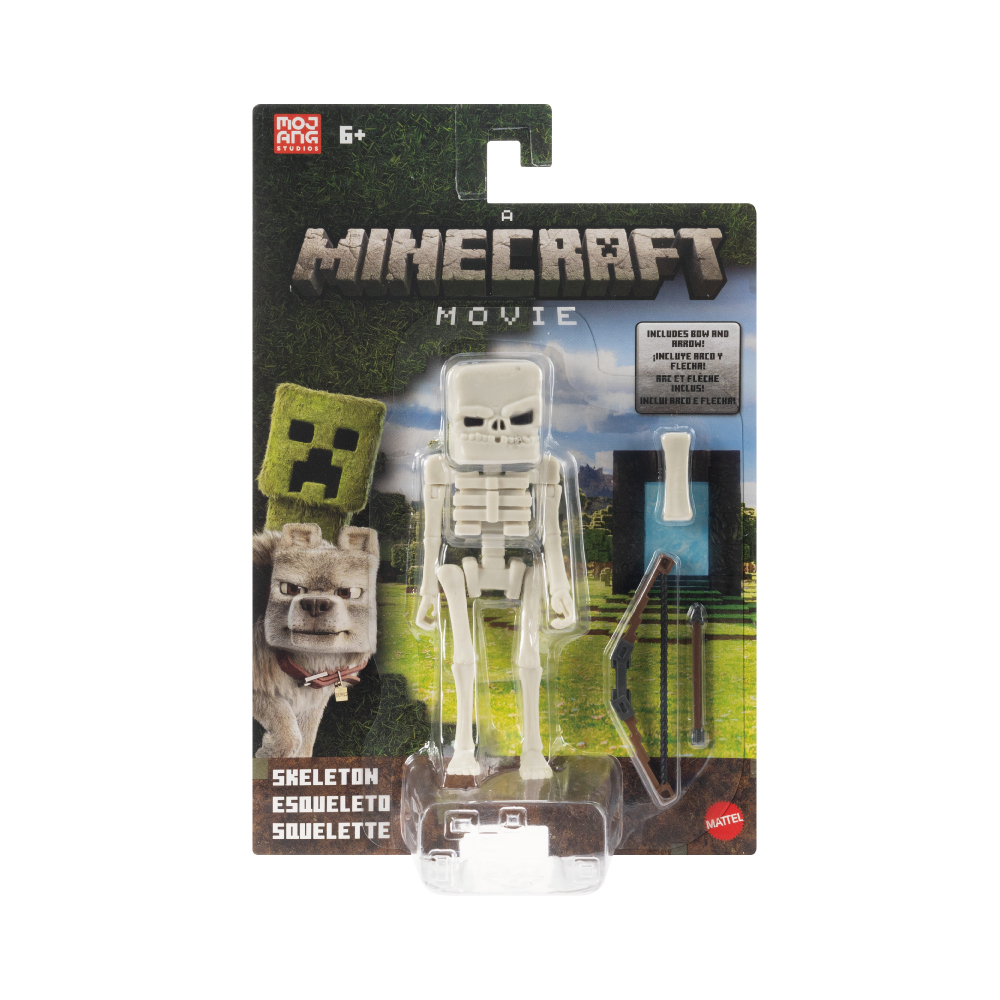 MOJ
ANG
STUDIOS
6+
A
MINECRAFT
MOVIE
INCLUDES BOW AND
ARROW!
¡INCLUYE ARCO Y
FLECHA!
ARC ET FLÈCHE
INCLUS!
INCLUI ARCO E FLECHA!
SKELETON
ESQUELETO
SQUELETTE
MATTEL